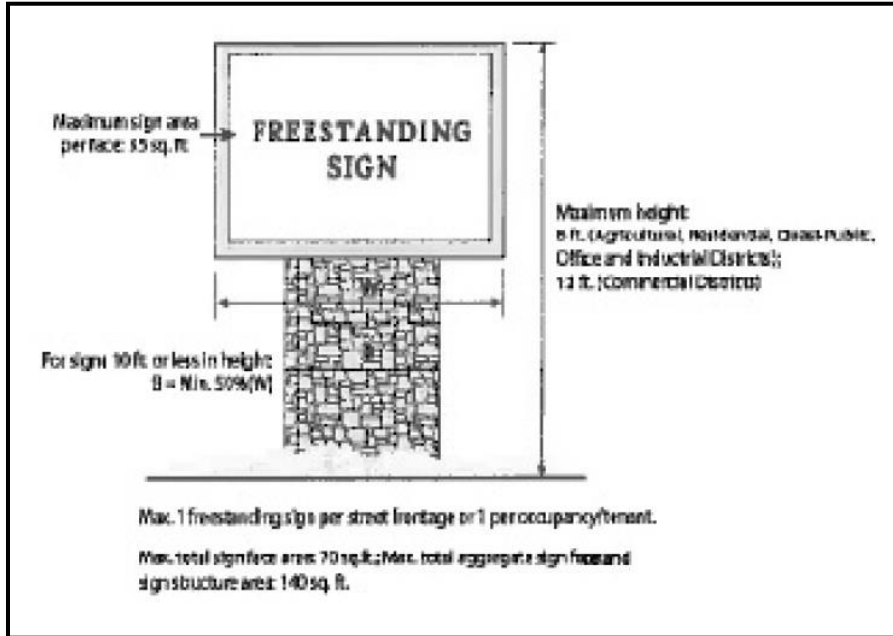 FREESTANDING
SIGN
Maximum sign area
per face: 35 sq. ft.
Maximum height:
ft. (Agricultural, Residential, Quasi-Public,
Office and Industrial Districts);
12 ft. (Commercial Districts)
W
For signs 10 ft. or less in height:
B = Min. 50% (W)
B
Max. 1 freestanding sign per street frontage or 1 per occupancy/tenant.
Max. total sign face area: 70 sq. ft.; Max. total aggregate sign face and
sign structure area: 140 sq. ft.